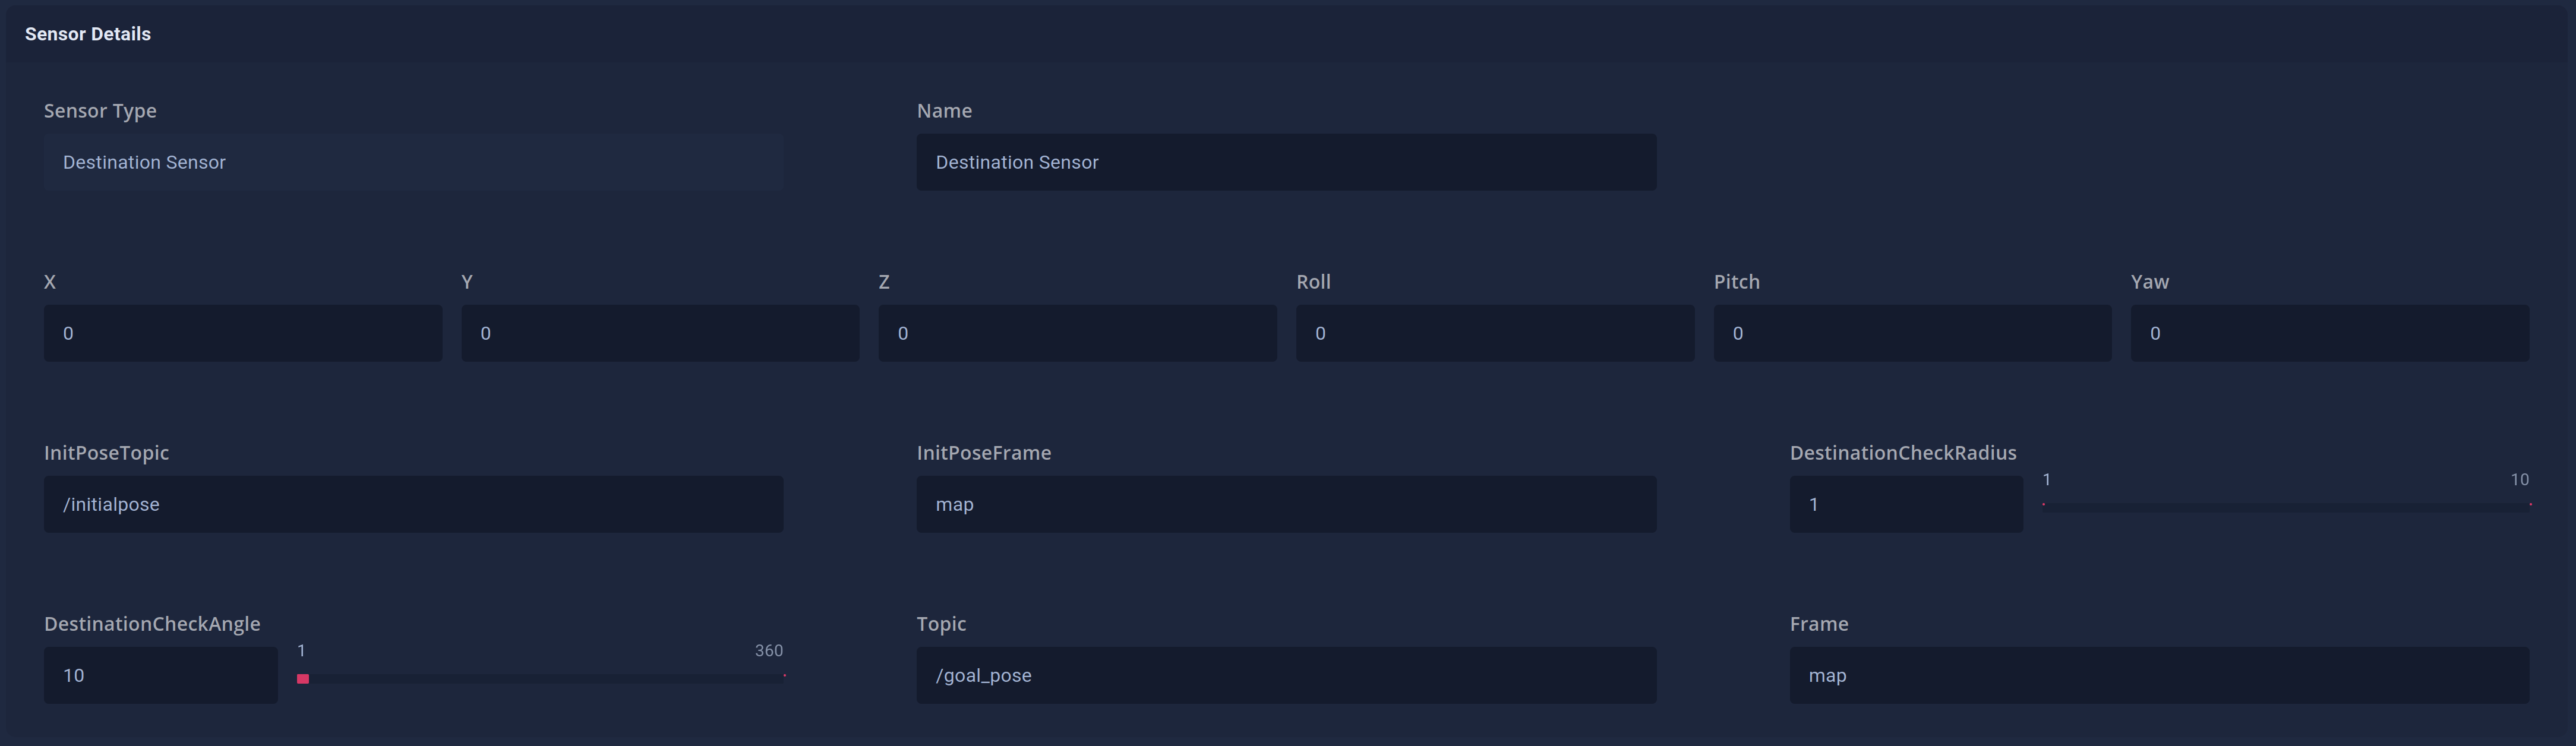 Sensor Details
Sensor Type
Name
Destination Sensor
Destination Sensor
X
Y
Z
Roll
Pitch
Yaw
0
0
0
0
0
0
InitPoseTopic
InitPoseFrame
DestinationCheckRadius
/initialpose
map
1
1
10
DestinationCheckAngle
Topic
Frame
10
1
360
/goal_pose
map